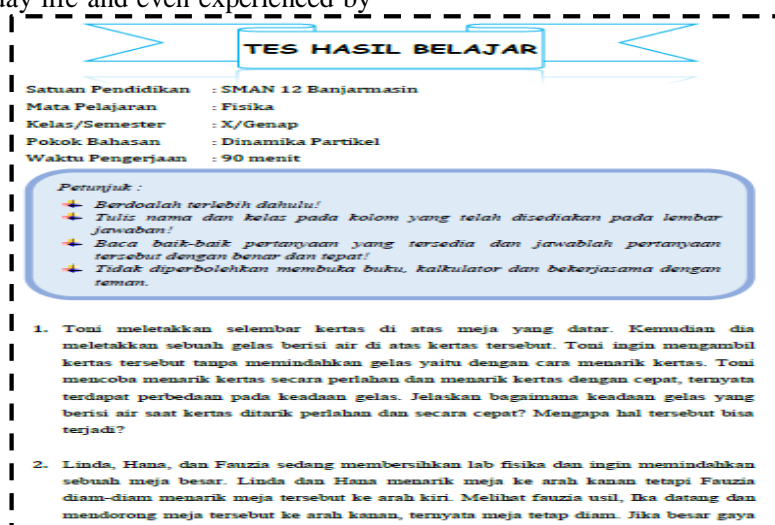 day life and even experienced by
TES HASIL BELAJAR
Satuan Pendidikan : SMAN 12 Banjarmasin
Mata Pelajaran : Fisika
Kelas/Semester : X/Genap
Pokok Bahasan : Dinamika Partikel
Waktu Pengerjaan : 90 menit
Petunjuk :
Berdoalah terlebih dahulu!
Tulis nama dan kelas pada kolom yang telah disediakan pada lembar
jawaban!
Baca baik-baik pertanyaan yang tersedia dan jawablah pertanyaan
tersebut dengan benar dan tepat!
Tidak diperbolehkan membuka buku, kalkulator dan bekerjasama dengan
teman.
1. Toni meletakkan selembar kertas di atas meja yang datar. Kemudian dia
meletakkan sebuah gelas berisi air di atas kertas tersebut. Toni ingin mengambil
kertas tersebut tanpa memindahkan gelas yaitu dengan cara menarik kertas. Toni
mencoba menarik kertas secara perlahan dan menarik kertas dengan cepat, ternyata
terdapat perbedaan pada keadaan gelas. Jelaskan bagaimana keadaan gelas yang
berisi air saat kertas ditarik perlahan dan secara cepat? Mengapa hal tersebut bisa
terjadi?
2. Linda, Hana, dan Fauzia sedang membersihkan lab fisika dan ingin memindahkan
sebuah meja besar. Linda dan Hana menarik meja ke arah kanan tetapi Fauzia
diam-diam menarik meja tersebut ke arah kiri. Melihat fauzia usil, Ika datang dan
mendorong meja tersebut ke arah kanan, ternyata meja tetap diam. Jika besar gaya